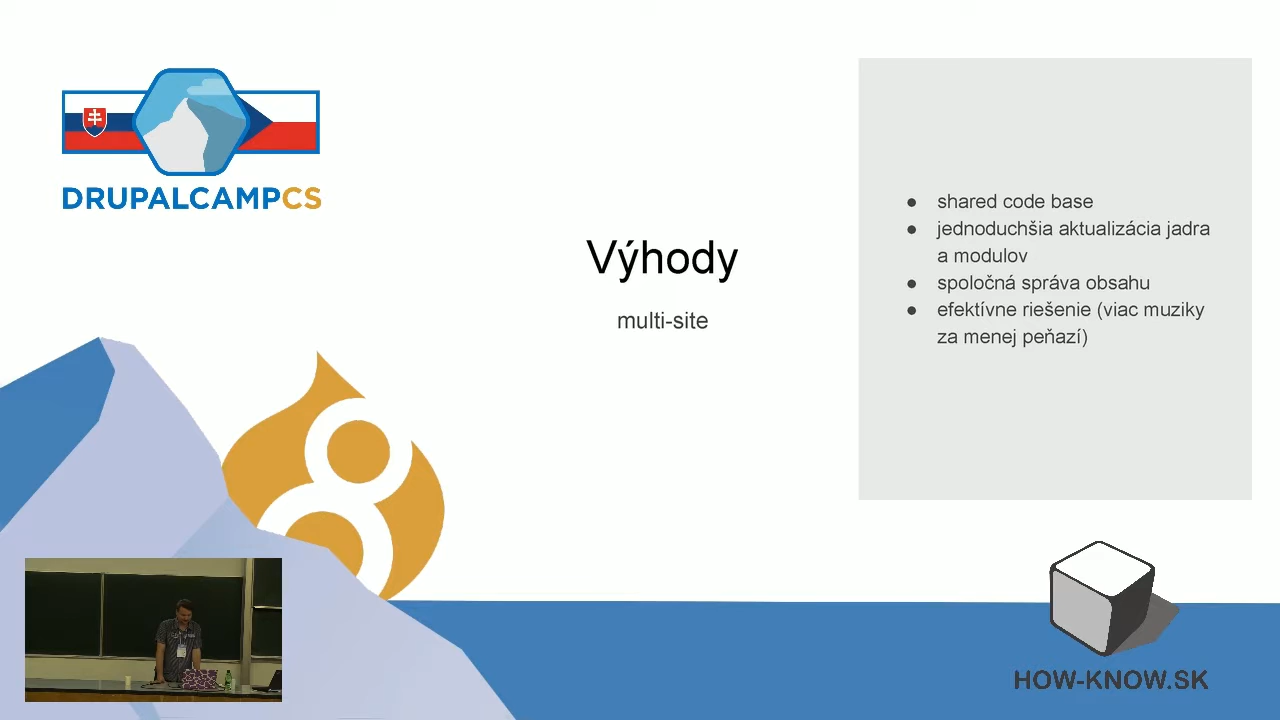 DRUPALCAMPCS
Výhody
multi-site
● shared code base
● jednoduchšia aktualizácia jadra
a modulov
● spoločná správa obsahu
● efektívne riešenie (viac muziky
za menej peňazí)
HOW-KNOW.SK